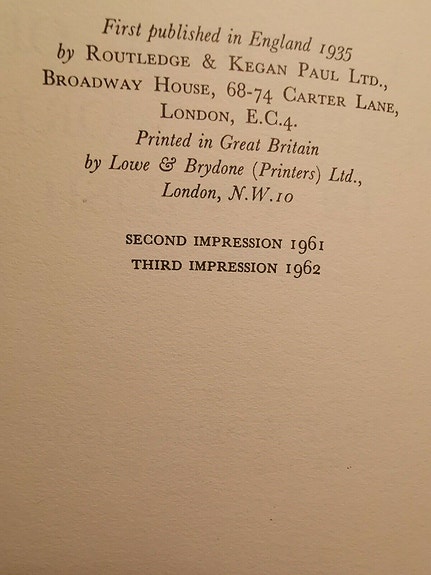 First published in England 1935
by ROUTLEDGE & KEGAN PAUL LTD.,
BROADWAY HOUSE, 68-74 CARTER LANE,
LONDON, E.C.4.
Printed in Great Britain
by Lowe & Brydone (Printers) Ltd.,
London, N.W.10
SECOND IMPRESSION 1961
THIRD IMPRESSION 1962